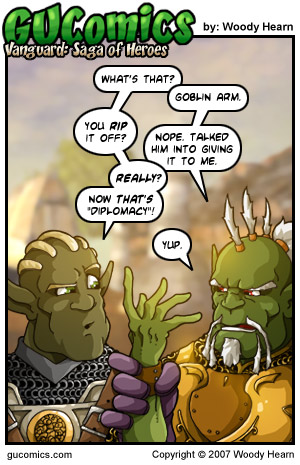 GUComics
by: Woody Hearn
Vanguard: Saga of Heroes
WHAT'S THAT?
GOBLIN ARM.
YOU RIP
IT OFF?
NOPE. TALKED
HIM INTO GIVING
IT TO ME.
REALLY?
NOW THAT'S
"DIPLOMACY"!
YUP.
gucomics.com
Copyright © 2007 Woody Hearn